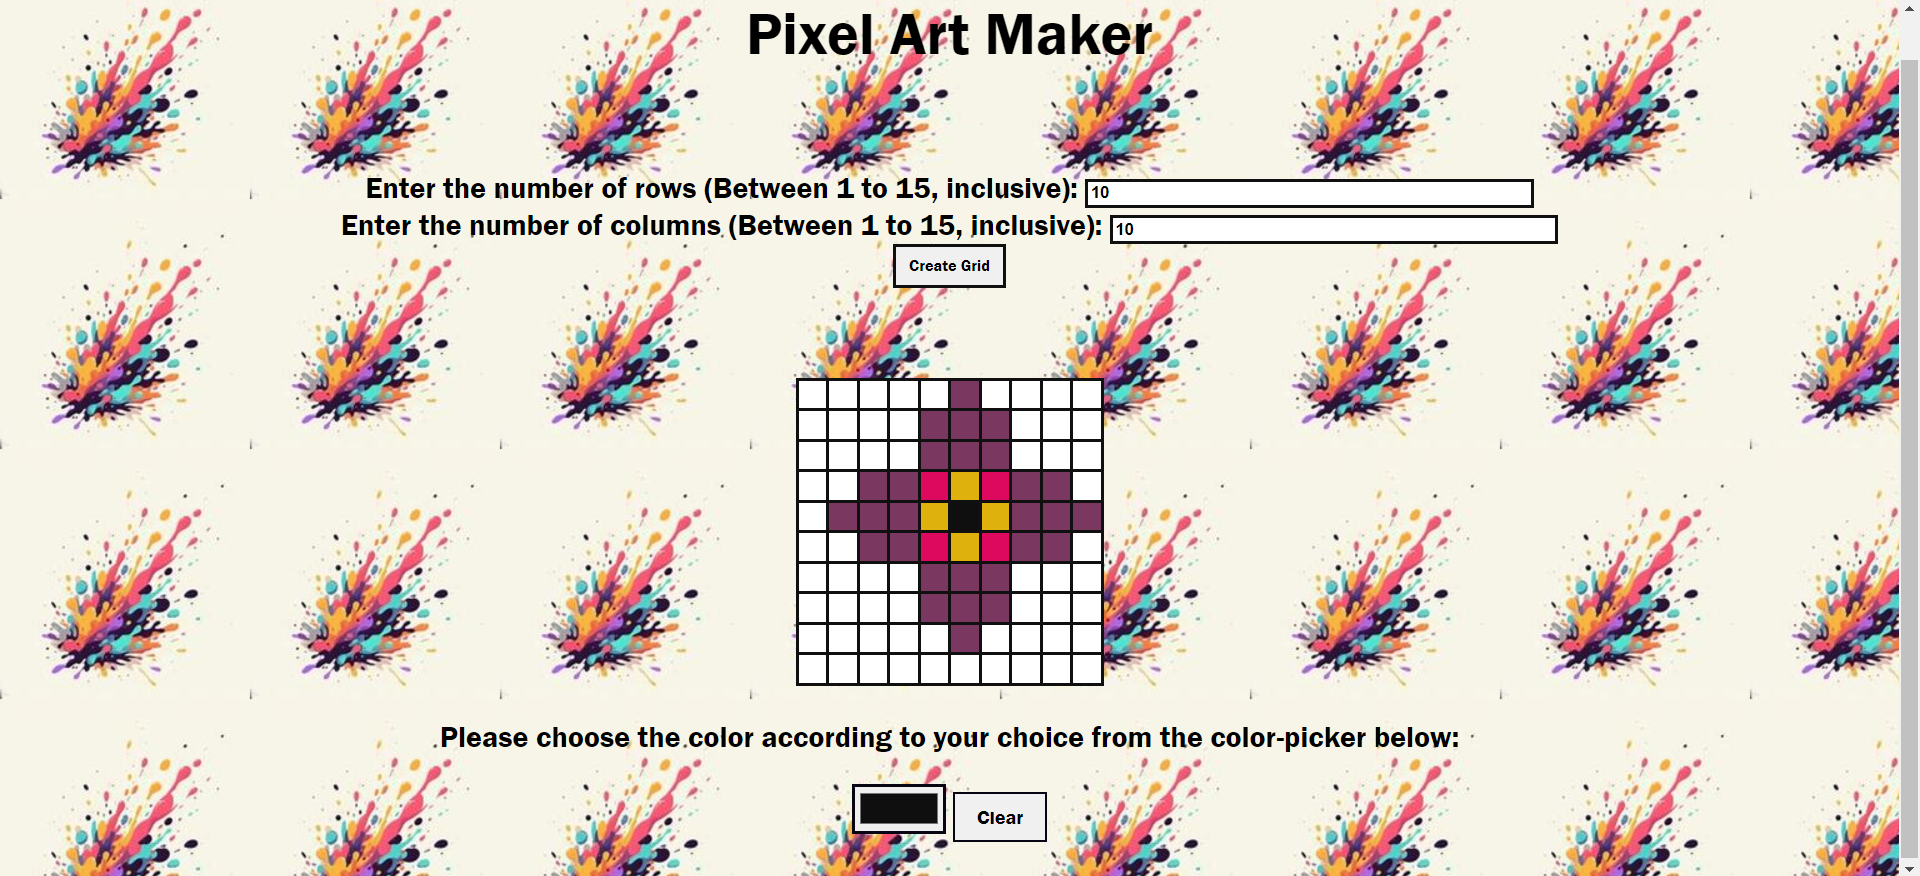 Pixel Art Maker
Enter the number of rows (Between 1 to 15, inclusive): 10
Enter the number of columns (Between 1 to 15, inclusive): 10
Create Grid
Please choose the color according to your choice from the color-picker below:
Clear